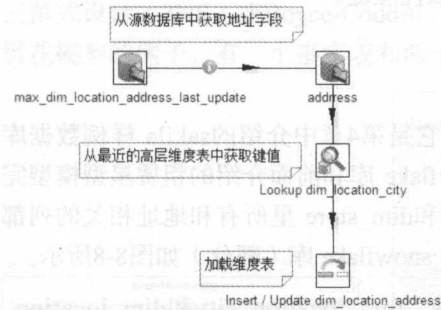 从源数据库中获取地址字段
max_dim_location_address_last_update
address
从最近的高层维度表中获取键值
Lookup dim_location_city
加载维度表
Insert / Update dim_location_address